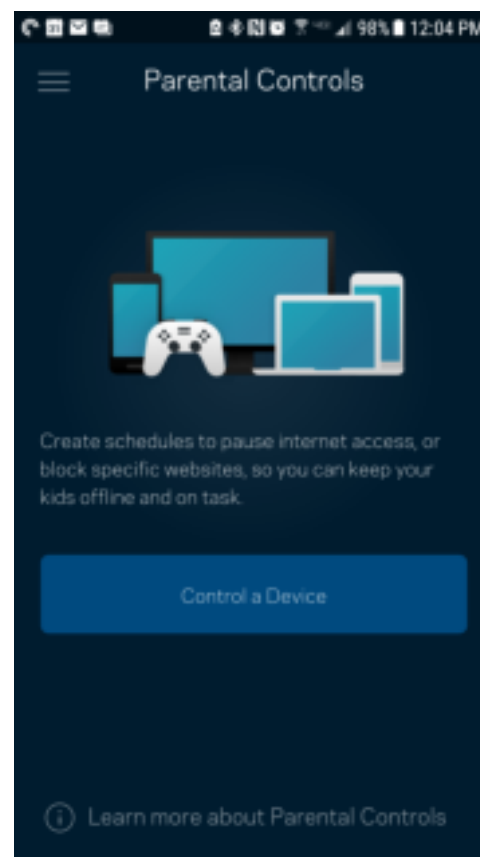 98% 12:04 PM
Parental Controls
Create schedules to pause internet access, or
block specific websites, so you can keep your
kids offline and on task.
Control a Device
Learn more about Parental Controls